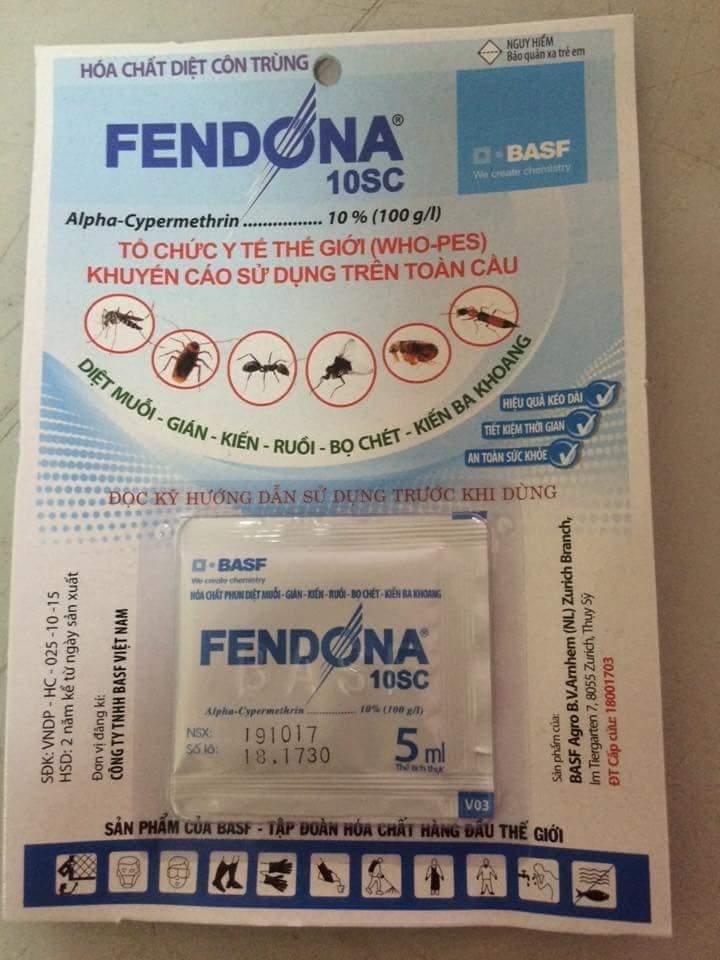 HÓA CHẤT DIỆT CÔN TRÙNG
NGUY HIỂM
Bảo quản xa trẻ em
FENDONA®
10SC
BASF
We create chemistry
Alpha-Cypermethrin ................ 10 % (100 g/l)
TỔ CHỨC Y TẾ THẾ GIỚI (WHO-PES)
KHUYẾN CÁO SỬ DỤNG TRÊN TOÀN CẦU
DIỆT MUỖI - GIÁN - KIẾN - RUỒI - BỌ CHÉT - KIẾN BA KHOANG
HIỆU QUẢ KÉO DÀI
TIẾT KIỆM THỜI GIAN
AN TOÀN SỨC KHỎE
ĐỌC KỸ HƯỚNG DẪN SỬ DỤNG TRƯỚC KHI DÙNG
SĐK: VNDP - HC - 025 -10 -15
HSD: 2 năm kể từ ngày sản xuất
Đơn vị đăng kí:
CÔNG TY TNHH BASF VIỆT NAM
BASF
We create chemistry
HÓA CHẤT PHUN DIỆT MUỖI - GIÁN - KIẾN - RUỒI - BỌ CHÉT - KIẾN BA KHOANG
FENDONA®
10SC
Alpha-Cypermethrin ................ 10% (100 g/l)
NSX: 191017
Số lô: 18.1730
5 ml
Thể tích thực
V03
Sản phẩm của:
BASF Agro B.V.Arnhem (NL) Zurich Branch,
Im Tiergarten 7, 8055 Zurich, Thụy Sỹ
ĐT Cấp cứu: 18001703
SẢN PHẨM CỦA BASF - TẬP ĐOÀN HÓA CHẤT HÀNG ĐẦU THẾ GIỚI